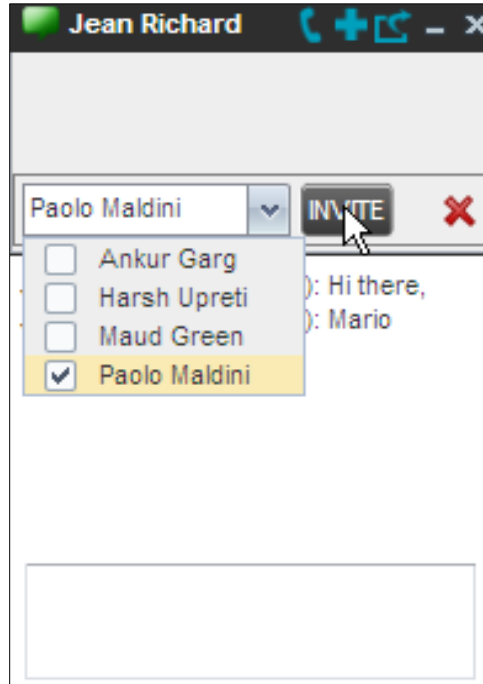 Jean Richard
Paolo Maldini INVITE
Ankur Garg
Harsh Upreti ): Hi there,
Maud Green ): Mario
Paolo Maldini